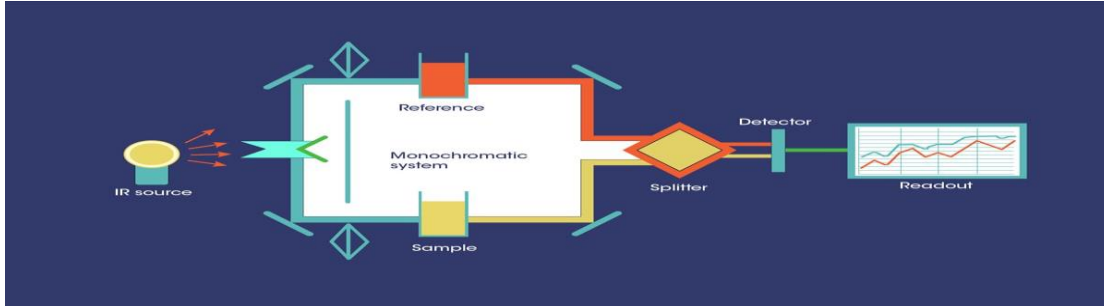 Reference
Detector
Monochromatic
system
IR source
Splitter
Readout
Sample